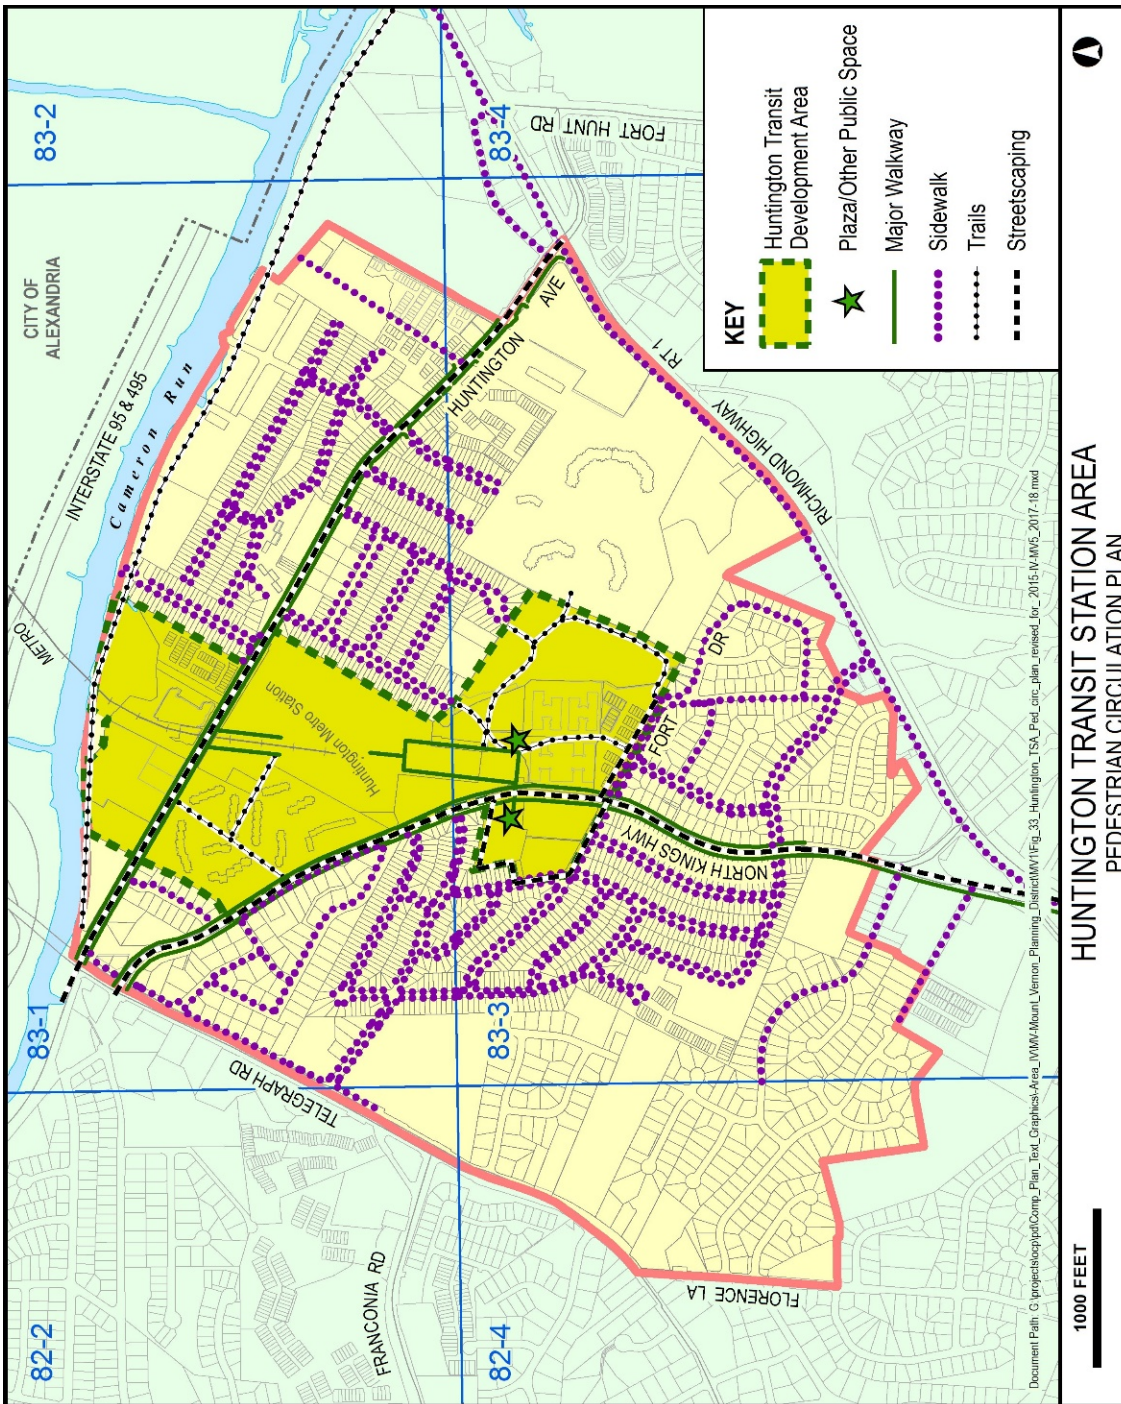 82-2
83-1
83-2
82-4
83-3
83-4
CITY OF
ALEXANDRIA
INTERSTATE 95 & 495
Cameron Run
METRO
HUNTINGTON
AVE
Huntington Metro Station
TELEGRAPH RD
FRANCONIA RD
FLORENCE LA
NORTH KINGS HWY
FORT
DR
RICHMOND HIGHWAY
RT 1
FORT HUNT RD
KEY
Huntington Transit
Development Area
Plaza/Other Public Space
Major Walkway
Sidewalk
Trails
Streetscaping
1000 FEET
HUNTINGTON TRANSIT STATION AREA
PEDESTRIAN CIRCULATION PLAN